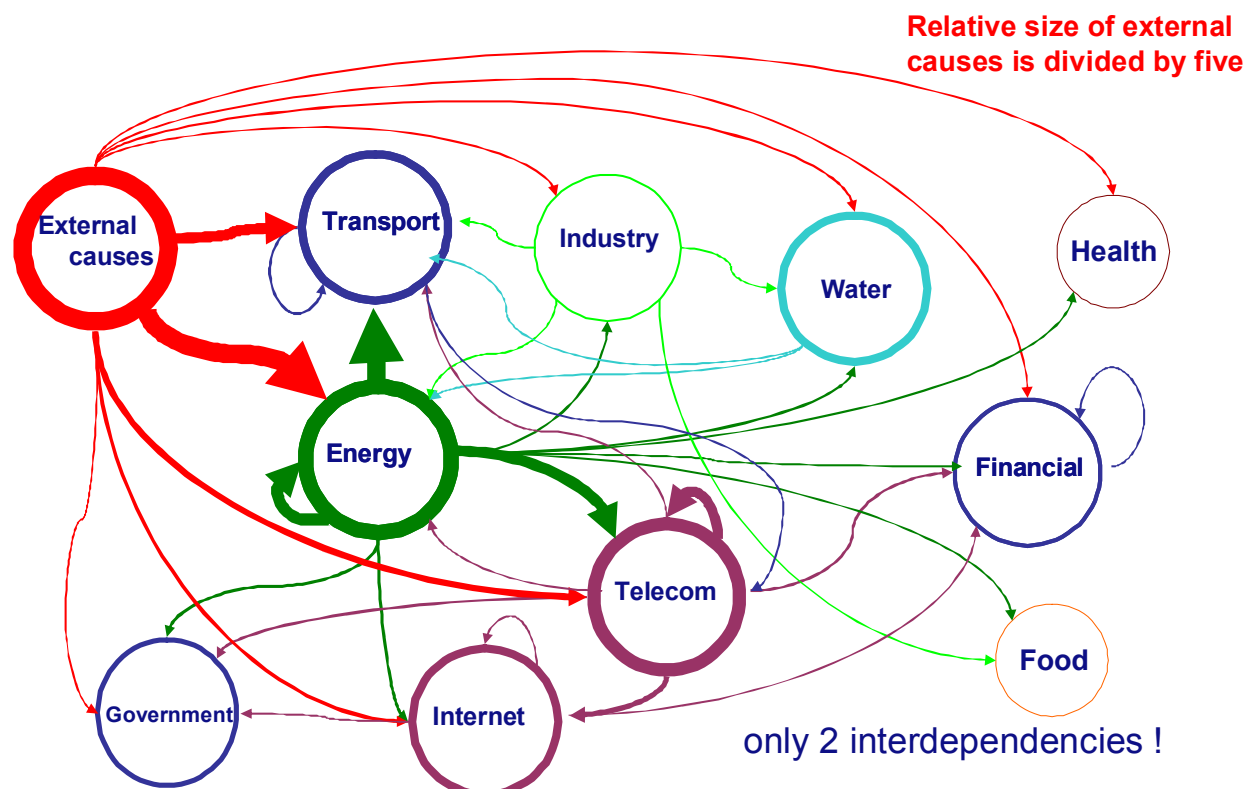 Relative size of external
causes is divided by five
External
causes
Transport
Industry
Water
Health
Energy
Financial
Telecom
Food
Government
Internet
only 2 interdependencies !